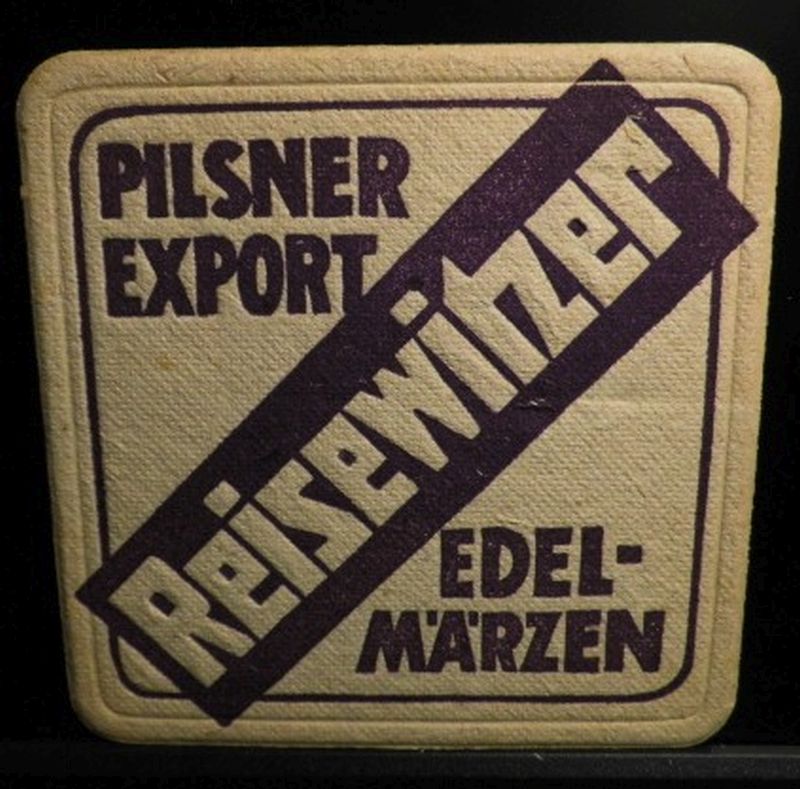 PILSNER
EXPORT
Reisewitzer
EDEL-
MÄRZEN